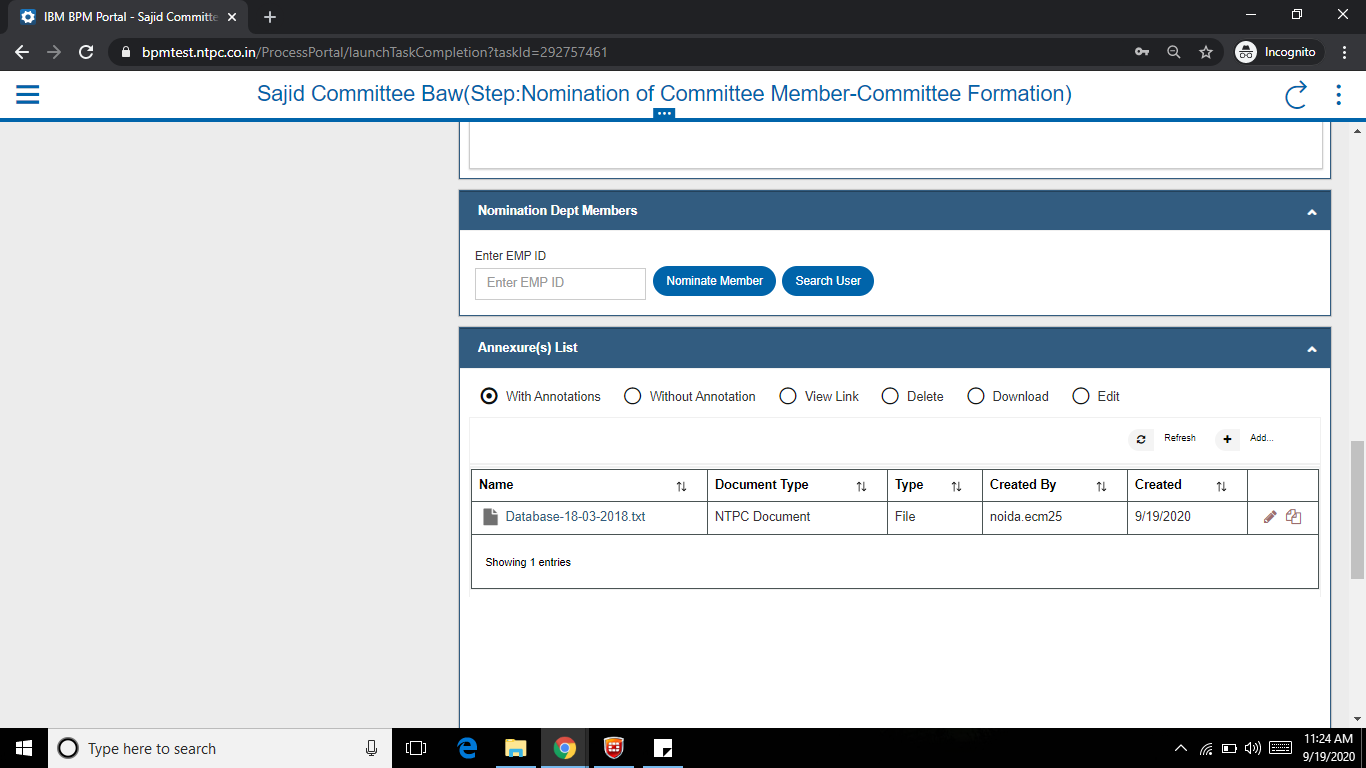 IBM BPM Portal - Sajid Committe
bpmtest.ntpc.co.in/ProcessPortal/launchTaskCompletion?taskId=292757461
Incognito
Sajid Committee Baw(Step:Nomination of Committee Member-Committee Formation)
Nomination Dept Members
Enter EMP ID
Enter EMP ID Nominate Member Search User
Annexure(s) List
With Annotations Without Annotation View Link Delete Download Edit
Refresh Add...
Name Document Type Type Created By Created
Database-18-03-2018.txt NTPC Document File noida.ecm25 9/19/2020
Showing 1 entries
Type here to search
11:24 AM
9/19/2020